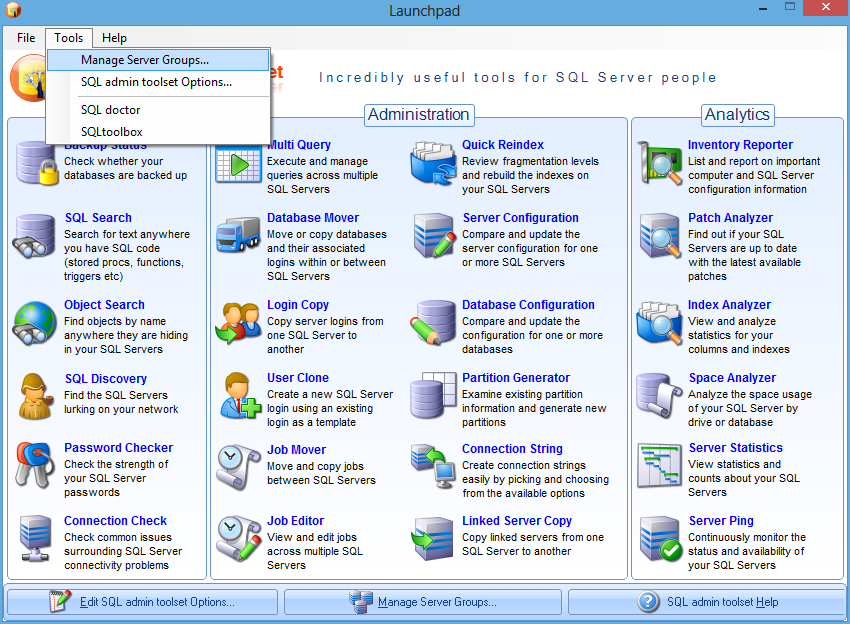 Launchpad
File Tools Help
Manage Server Groups...
SQL admin toolset Options...
SQL doctor
SQLtoolbox
Incredibly useful tools for SQL Server people
Backup Status
Check whether your
databases are backed up
SQL Search
Search for text anywhere
you have SQL code
(stored procs, functions,
triggers etc)
Object Search
Find objects by name
anywhere they are hiding
in your SQL Servers
SQL Discovery
Find the SQL Servers
lurking on your network
Password Checker
Check the strength of
your SQL Server
passwords
Connection Check
Check common issues
surrounding SQL Server
connectivity problems
Administration
Multi Query
Execute and manage
queries across multiple
SQL Servers
Database Mover
Move or copy databases
and their associated
logins within or between
SQL Servers
Login Copy
Copy server logins from
one SQL Server to
another
User Clone
Create a new SQL Server
login using an existing
login as a template
Job Mover
Move and copy jobs
between SQL Servers
Job Editor
View and edit jobs
across multiple SQL
Servers
Quick Reindex
Review fragmentation levels
and rebuild the indexes on
your SQL Servers
Server Configuration
Compare and update the
server configuration for one
or more SQL Servers
Database Configuration
Compare and update the
configuration for one or more
databases
Partition Generator
Examine existing partition
information and generate new
partitions
Connection String
Create connection strings
easily by picking and choosing
from the available options
Linked Server Copy
Copy linked servers from one
SQL Server to another
Analytics
Inventory Reporter
List and report on important
computer and SQL Server
configuration information
Patch Analyzer
Find out if your SQL
Servers are up to date
with the latest available
patches
Index Analyzer
View and analyze
statistics for your
columns and indexes
Space Analyzer
Analyze the space usage
of your SQL Server by
drive or database
Server Statistics
View statistics and
counts about your SQL
Servers
Server Ping
Continuously monitor the
status and availability of
your SQL Servers
Edit SQL admin toolset Options...
Manage Server Groups...
SQL admin toolset Help